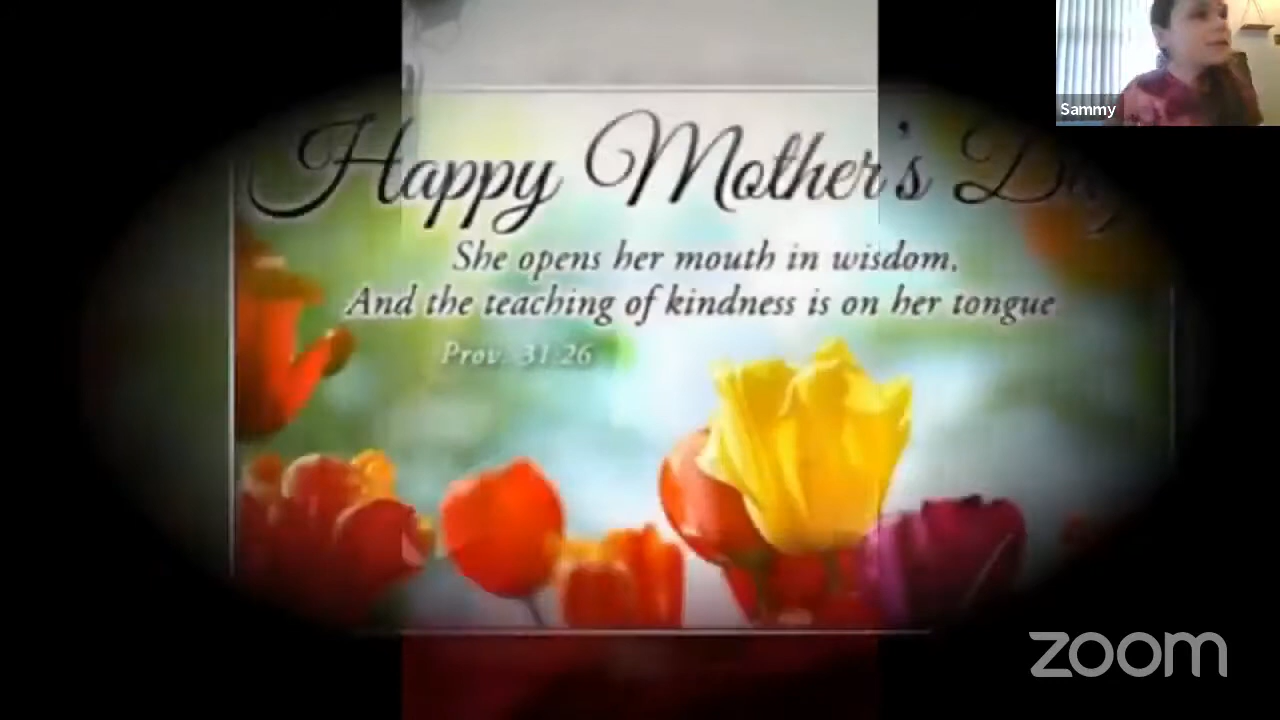 Sammy
Happy Mother's Day
She opens her mouth in wisdom,
And the teaching of kindness is on her tongue
Prov. 31:26
zoom